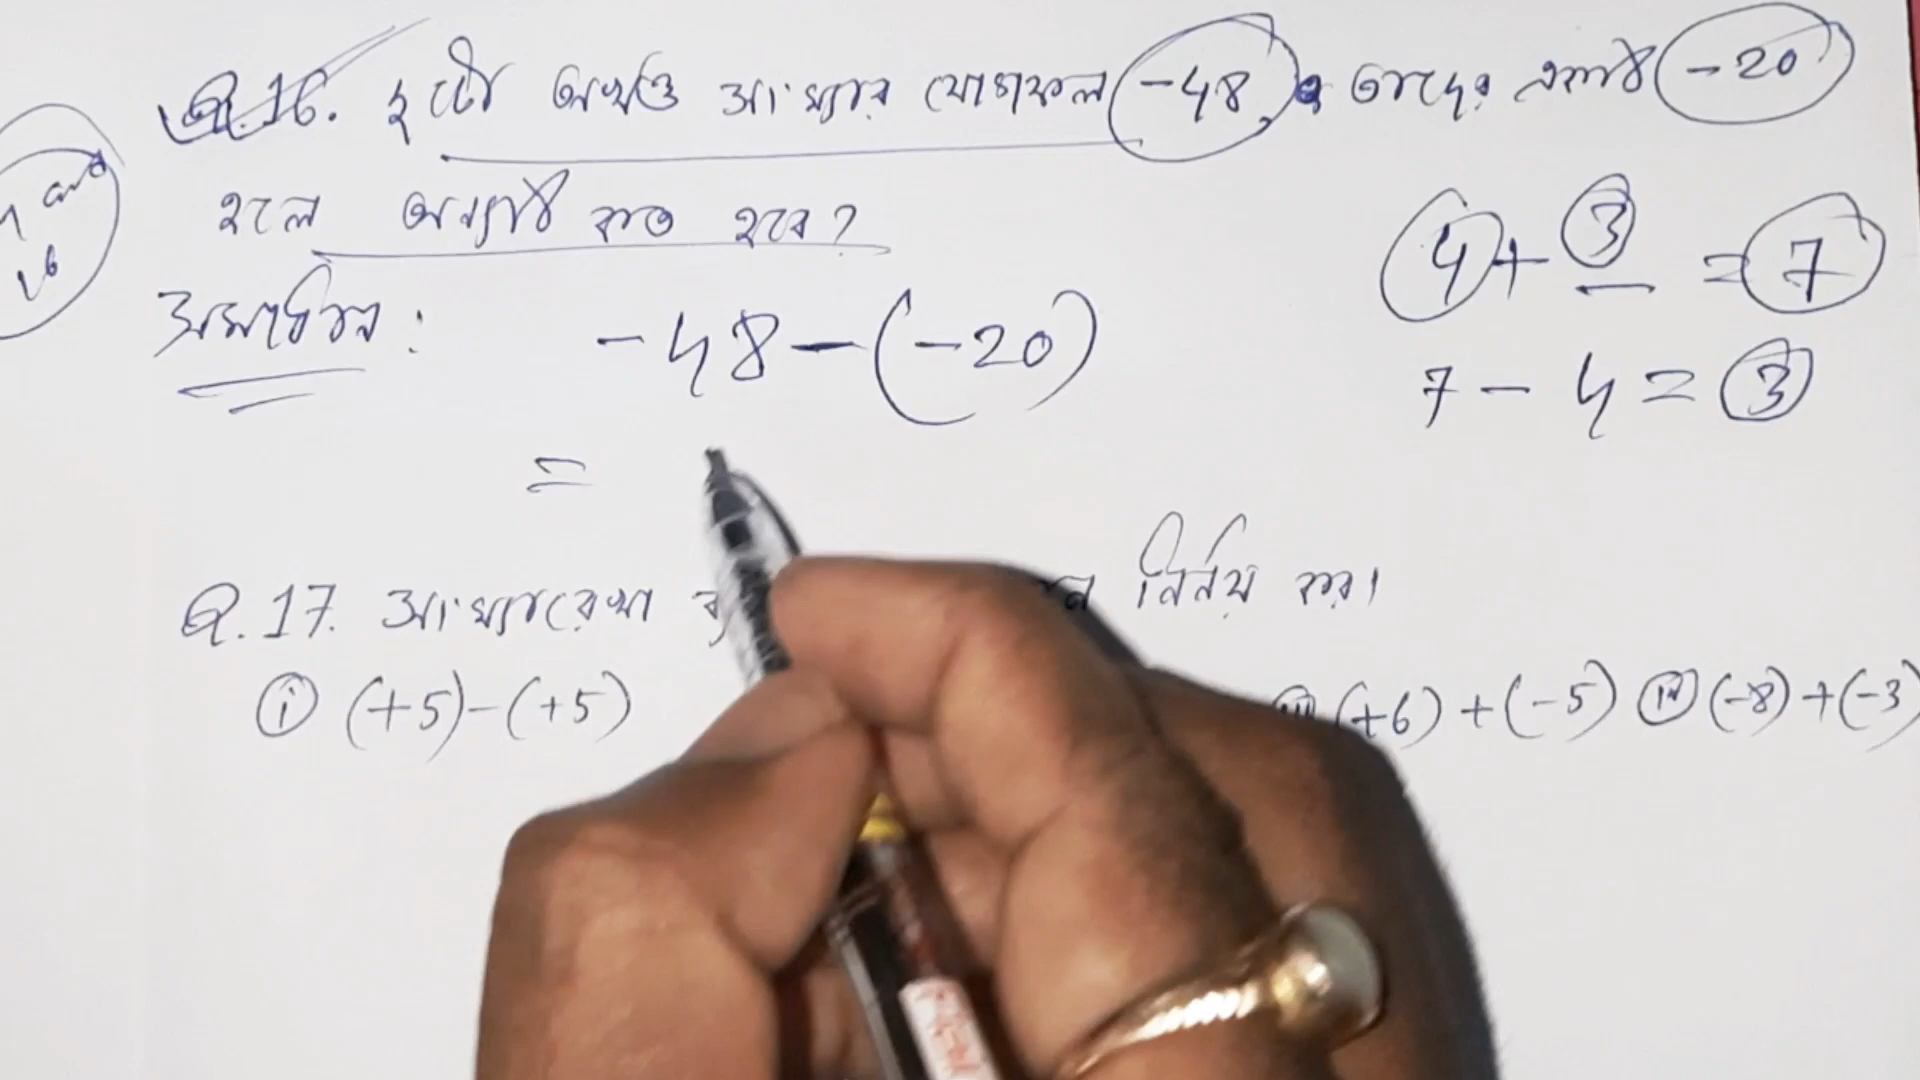 Q.16. দুটো অখণ্ড সংখ্যার যোগফল -48, তাদের একটি -20
হলে অন্যটি কত হবে?
4 + 3 = 7
সমাধান: -48-(-20)
7 - 4 = 3
=
Q.17. সংখ্যারেখা নির্ণয় কর।
i (+5)-(+5) (+6)+(-5) iv (-8)+(-3)